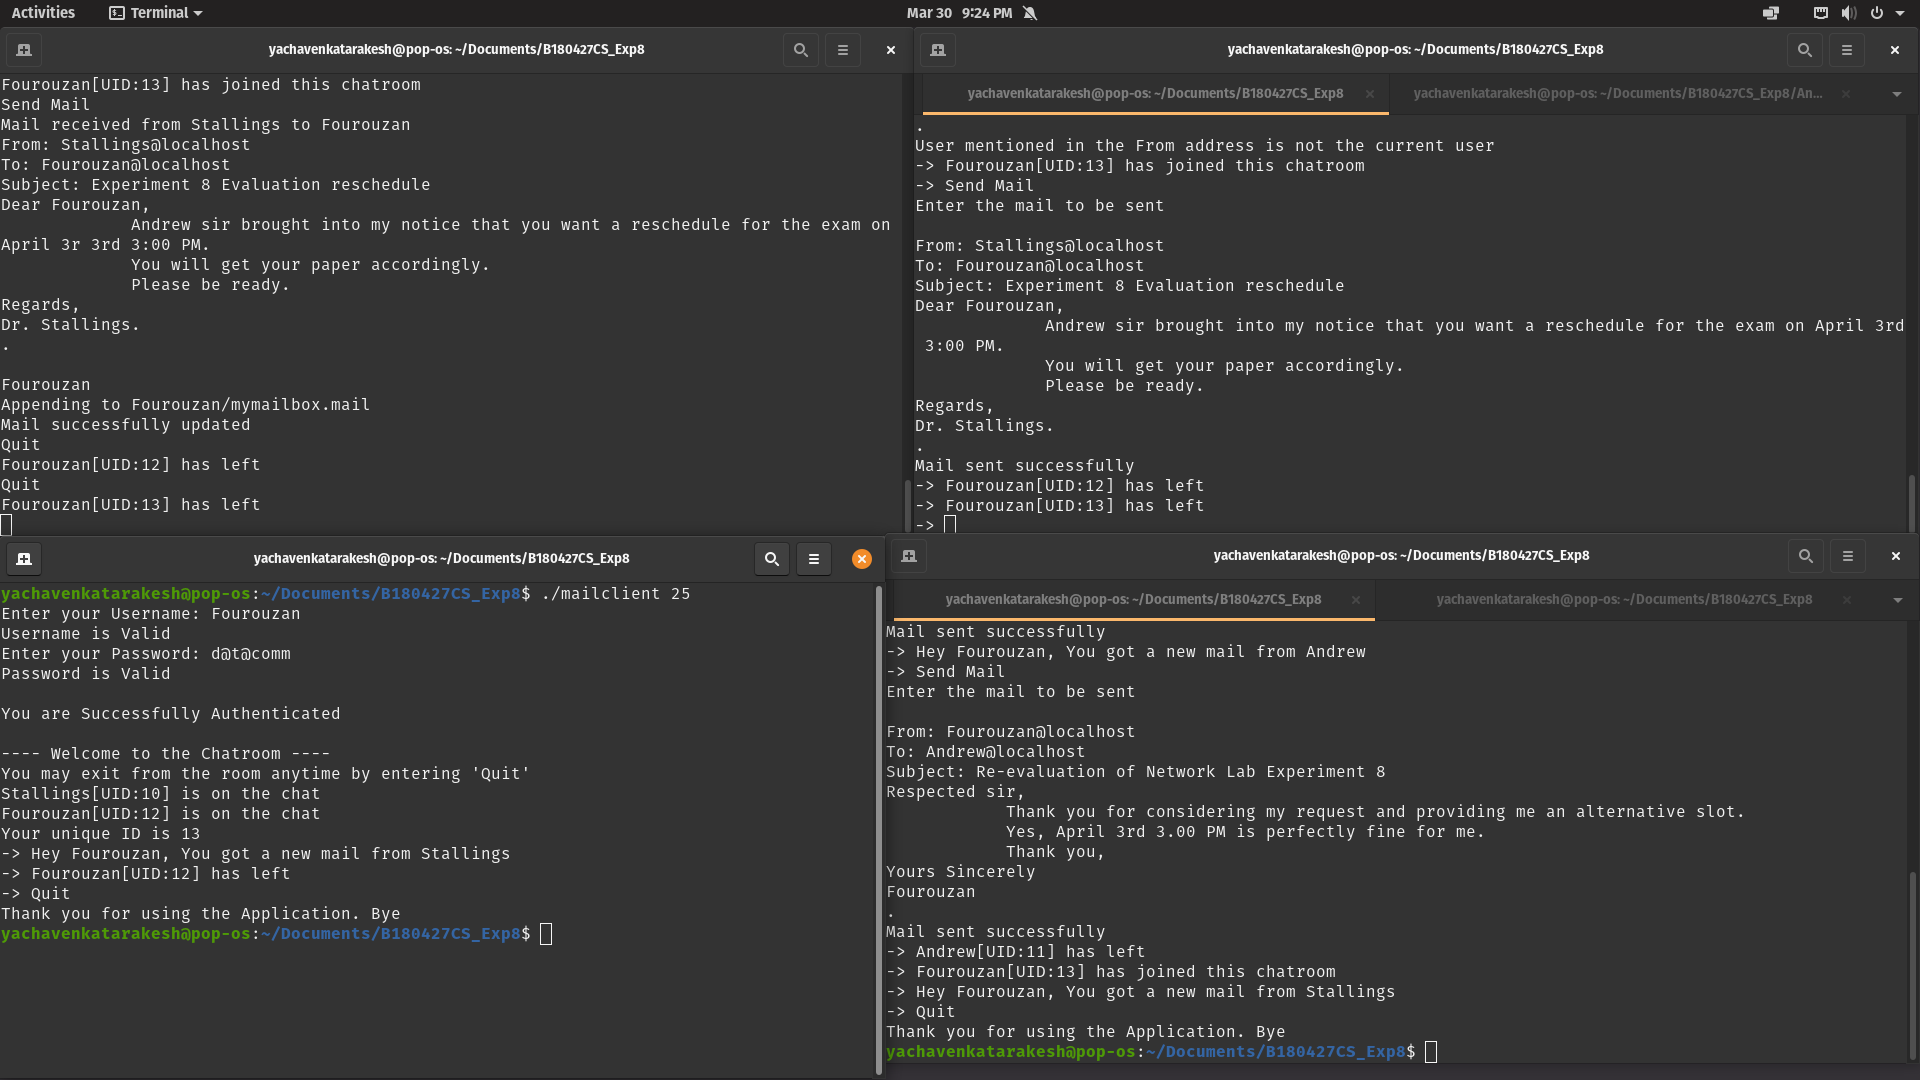 Activities Terminal Mar 30 9:24 PM
yachavenkatarakesh@pop-os: ~/Documents/B180427CS_Exp8
Fourouzan[UID:13] has joined this chatroom
Send Mail
Mail received from Stallings to Fourouzan
From: Stallings@localhost
To: Fourouzan@localhost
Subject: Experiment 8 Evaluation reschedule
Dear Fourouzan,
Andrew sir brought into my notice that you want a reschedule for the exam on
April 3r 3rd 3:00 PM.
You will get your paper accordingly.
Please be ready.
Regards,
Dr. Stallings.
.
Fourouzan
Appending to Fourouzan/mymailbox.mail
Mail successfully updated
Quit
Fourouzan[UID:12] has left
Quit
Fourouzan[UID:13] has left
yachavenkatarakesh@pop-os: ~/Documents/B180427CS_Exp8
yachavenkatarakesh@pop-os: ~/Documents/B180427CS_Exp8 yachavenkatarakesh@pop-os: ~/Documents/B180427CS_Exp8/An...
.
User mentioned in the From address is not the current user
-> Fourouzan[UID:13] has joined this chatroom
-> Send Mail
Enter the mail to be sent
From: Stallings@localhost
To: Fourouzan@localhost
Subject: Experiment 8 Evaluation reschedule
Dear Fourouzan,
Andrew sir brought into my notice that you want a reschedule for the exam on April 3rd
3:00 PM.
You will get your paper accordingly.
Please be ready.
Regards,
Dr. Stallings.
.
Mail sent successfully
-> Fourouzan[UID:12] has left
-> Fourouzan[UID:13] has left
->
yachavenkatarakesh@pop-os: ~/Documents/B180427CS_Exp8
yachavenkatarakesh@pop-os:~/Documents/B180427CS_Exp8$ ./mailclient 25
Enter your Username: Fourouzan
Username is Valid
Enter your Password: d@t@comm
Password is Valid
You are Successfully Authenticated
---- Welcome to the Chatroom ----
You may exit from the room anytime by entering 'Quit'
Stallings[UID:10] is on the chat
Fourouzan[UID:12] is on the chat
Your unique ID is 13
-> Hey Fourouzan, You got a new mail from Stallings
-> Fourouzan[UID:12] has left
-> Quit
Thank you for using the Application. Bye
yachavenkatarakesh@pop-os:~/Documents/B180427CS_Exp8$
yachavenkatarakesh@pop-os: ~/Documents/B180427CS_Exp8
yachavenkatarakesh@pop-os: ~/Documents/B180427CS_Exp8 yachavenkatarakesh@pop-os: ~/Documents/B180427CS_Exp8
Mail sent successfully
-> Hey Fourouzan, You got a new mail from Andrew
-> Send Mail
Enter the mail to be sent
From: Fourouzan@localhost
To: Andrew@localhost
Subject: Re-evaluation of Network Lab Experiment 8
Respected sir,
Thank you for considering my request and providing me an alternative slot.
Yes, April 3rd 3.00 PM is perfectly fine for me.
Thank you,
Yours Sincerely
Fourouzan
.
Mail sent successfully
-> Andrew[UID:11] has left
-> Fourouzan[UID:13] has joined this chatroom
-> Hey Fourouzan, You got a new mail from Stallings
-> Quit
Thank you for using the Application. Bye
yachavenkatarakesh@pop-os:~/Documents/B180427CS_Exp8$